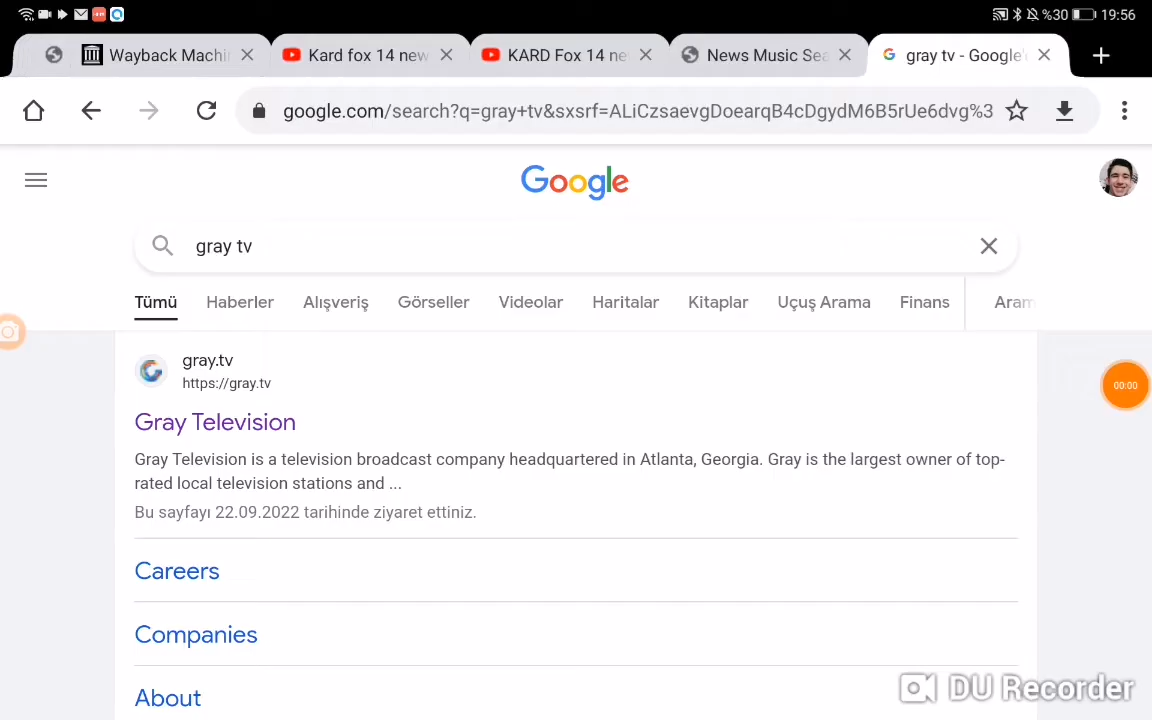 %30 19:56
Wayback Machi
Kard fox 14 new
KARD Fox 14 ne
News Music Sea
gray tv - Google'
google.com/search?q=gray+tv&sxsrf=ALiCzsaevgDoearqB4cDgydM6B5rUe6dvg%3
Google
gray tv
Tümü Haberler Alışveriş Görseller Videolar Haritalar Kitaplar Uçuş Arama Finans Aram
gray.tv
https://gray.tv
Gray Television
Gray Television is a television broadcast company headquartered in Atlanta, Georgia. Gray is the largest owner of top-
rated local television stations and ...
Bu sayfayı 22.09.2022 tarihinde ziyaret ettiniz.
00:00
Careers
Companies
About
DU Recorder